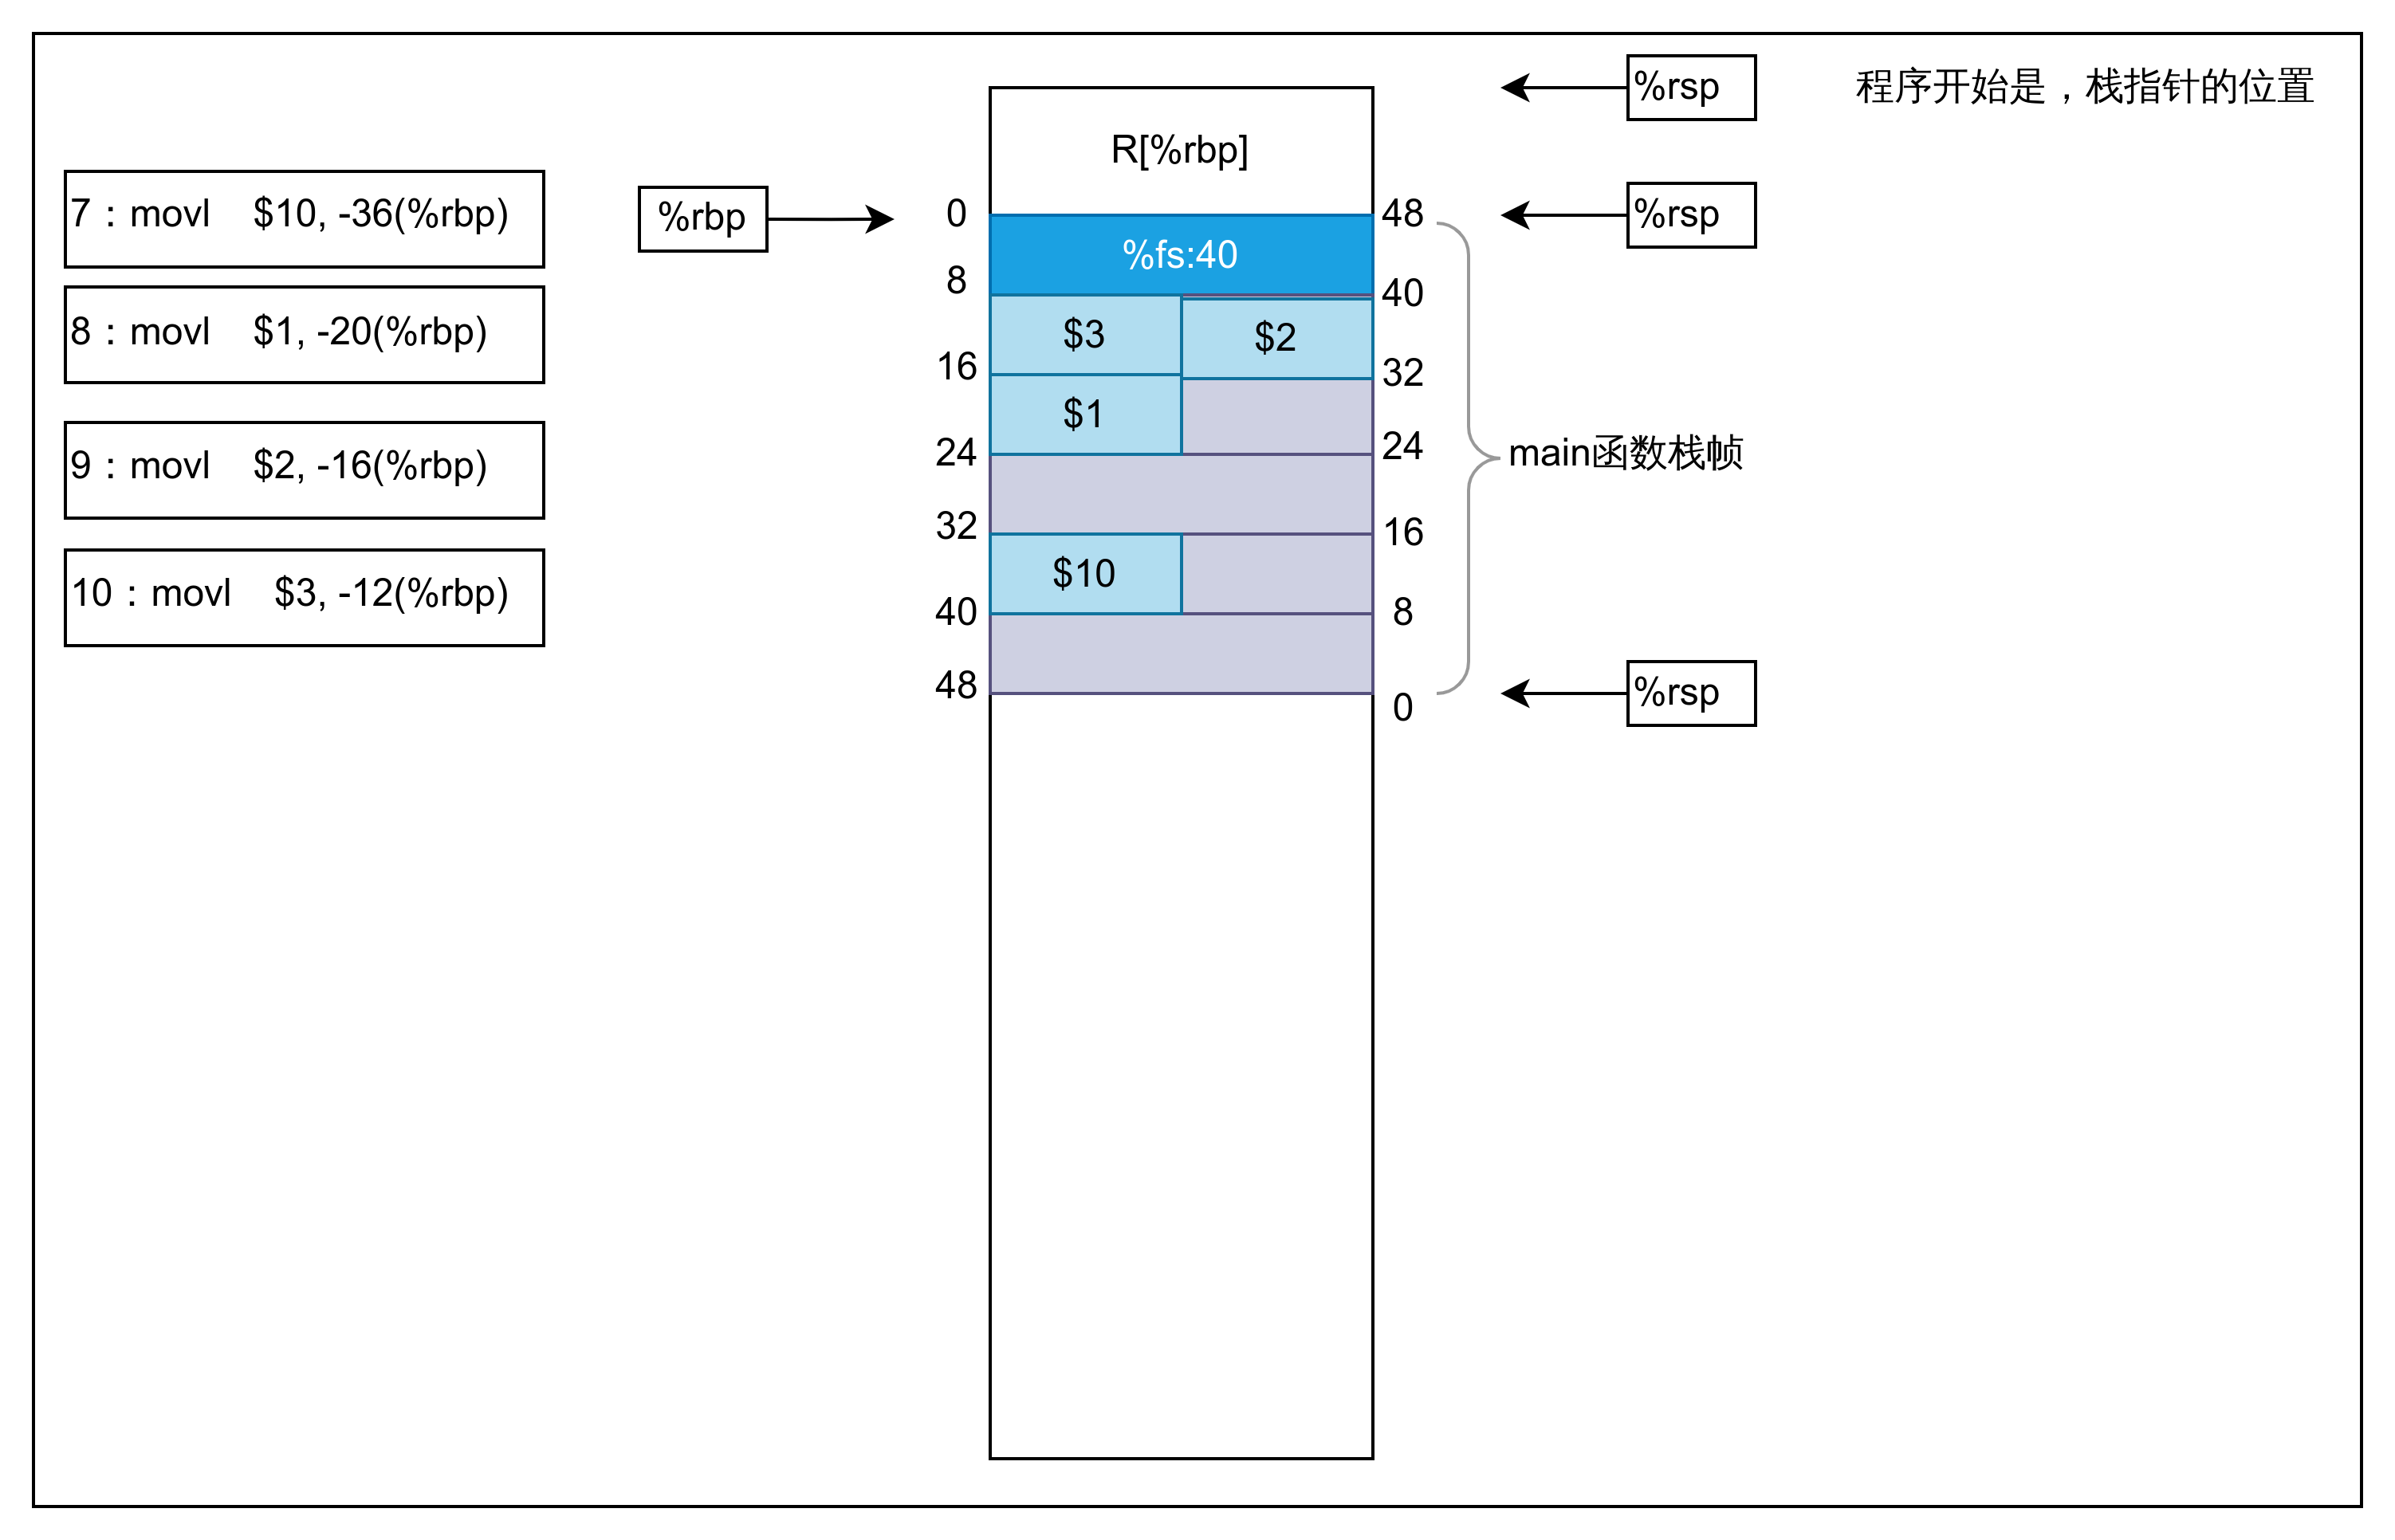 %rsp
程序开始是，栈指针的位置
R[%rbp]
7：movl    $10, -36(%rbp)
%rbp
0
48
%rsp
%fs:40
8
40
8：movl    $1, -20(%rbp)
$3
$2
16
32
$1
9：movl    $2, -16(%rbp)
24
24
main函数栈帧
32
16
10：movl    $3, -12(%rbp)
$10
40
8
48
0
%rsp